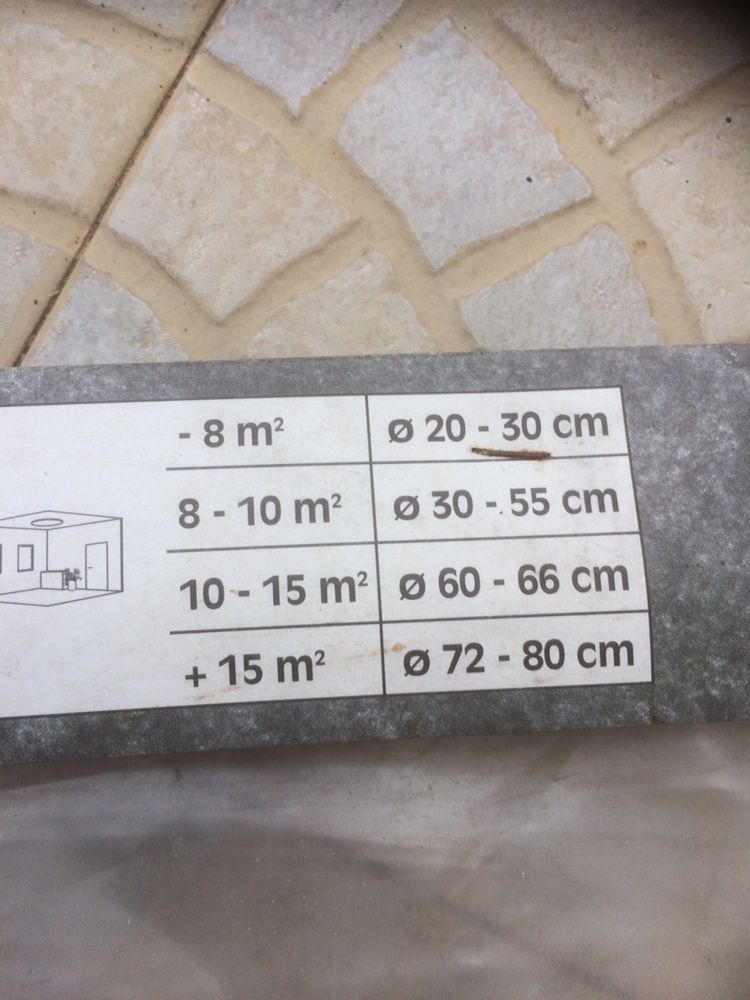 - 8 m² ø 20 - 30 cm
8 - 10 m² ø 30 - 55 cm
10 - 15 m² ø 60 - 66 cm
+ 15 m² ø 72 - 80 cm